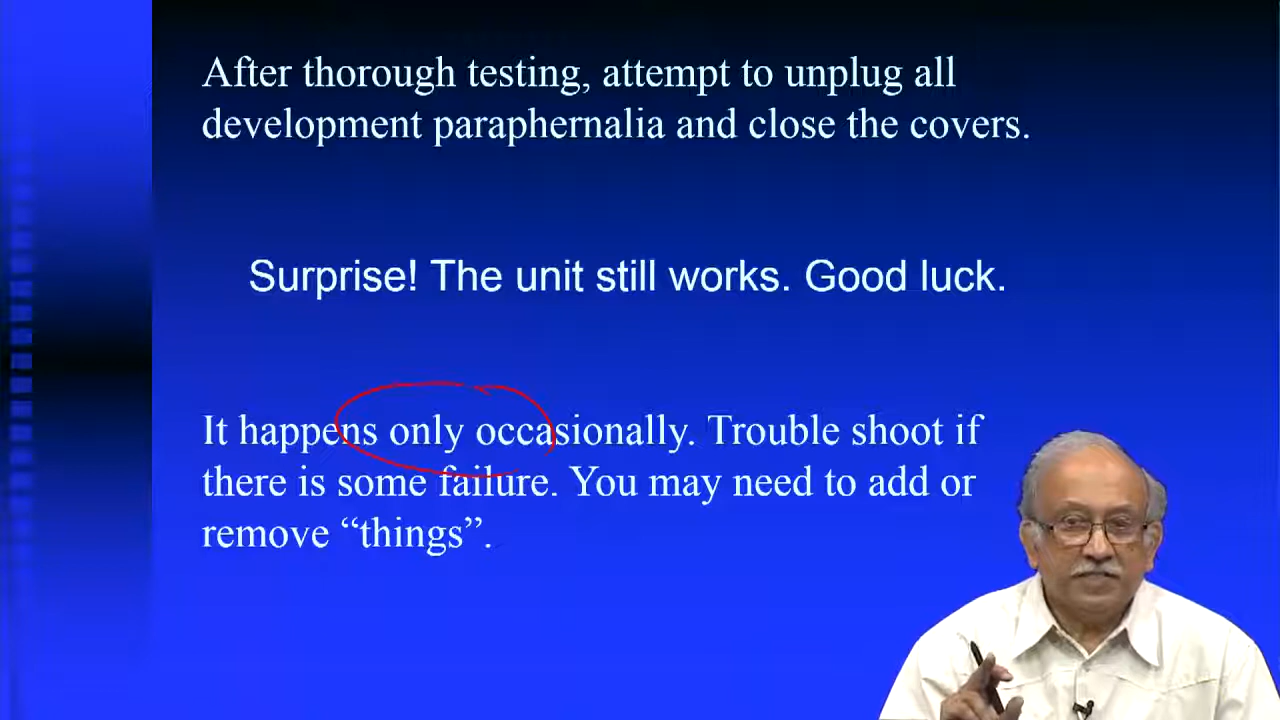 After thorough testing, attempt to unplug all
development paraphernalia and close the covers.
Surprise! The unit still works. Good luck.
It happens only occasionally. Trouble shoot if
there is some failure. You may need to add or
remove “things”.